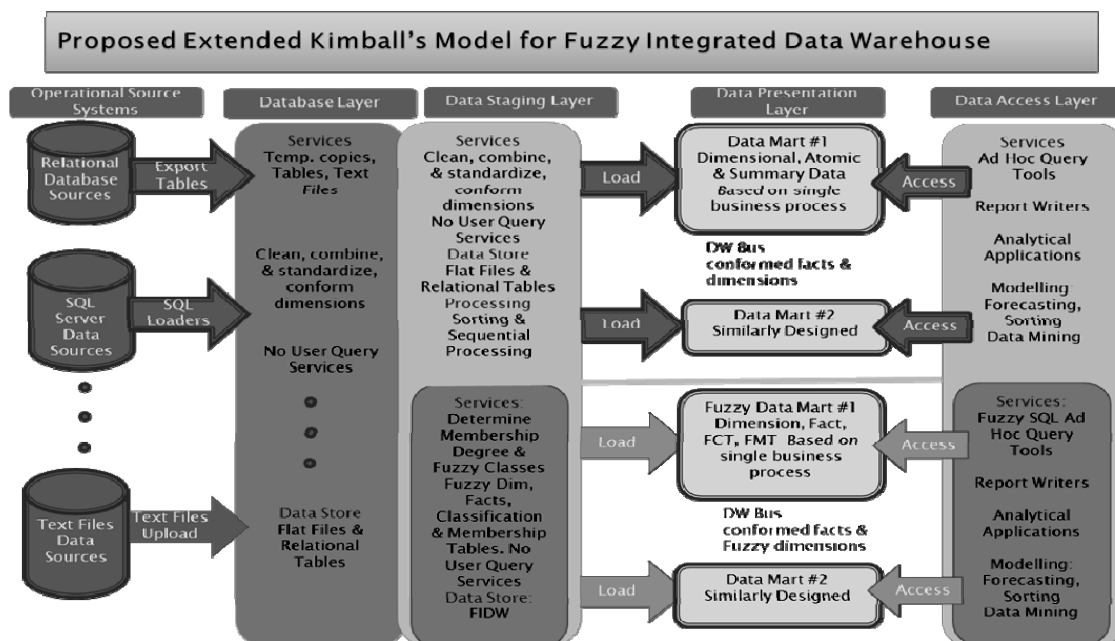 Proposed Extended Kimball's Model for Fuzzy Integrated Data Warehouse
Operational Source
Systems
Relational
Database
Sources
Export
Tables
SQL
Server
Data
Sources
SQL
Loaders
Text Files
Data
Sources
Text Files
Upload
Database Layer
Services
Temp. copies,
Tables, Text
Files
Clean, combine,
& standardize,
conform
dimensions
No User Query
Services
Data Store
Flat Files &
Relational
Tables
Data Staging Layer
Services
Clean, combine,
& standardize,
conform
dimensions
No User Query
Services
Data Store
Flat Files &
Relational Tables
Processing
Sorting &
Sequential
Processing
Services:
Determine
Membership
Degree &
Fuzzy Classes
Fuzzy Dim,
Facts,
Classification
& Membership
Tables. No
User Query
Services
Data Store:
FIDW
Load
Load
Load
Load
Data Presentation
Layer
Data Mart #1
Dimensional, Atomic
& Summary Data
Based on single
business process
DW Bus
conformed facts &
dimensions
Data Mart #2
Similarly Designed
Fuzzy Data Mart #1
Dimension, Fact,
FCT, FMT Based on
single business
process
DW Bus
conformed facts &
Fuzzy dimensions
Data Mart #2
Similarly Designed
Access
Access
Access
Access
Data Access Layer
Services
Ad Hoc Query
Tools
Report Writers
Analytical
Applications
Modelling:
Forecasting,
Sorting
Data Mining
Services:
Fuzzy SQL Ad
Hoc Query
Tools
Report Writers
Analytical
Applications
Modelling:
Forecasting,
Sorting
Data Mining